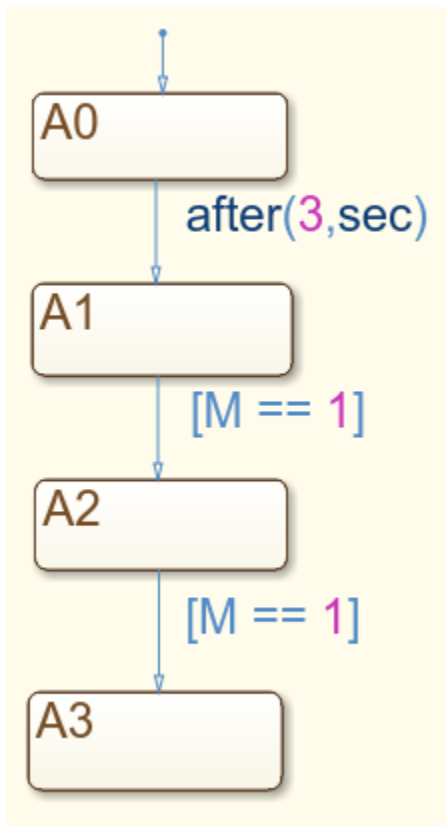 A0
after(3,sec)
A1
[M == 1]
A2
[M == 1]
A3